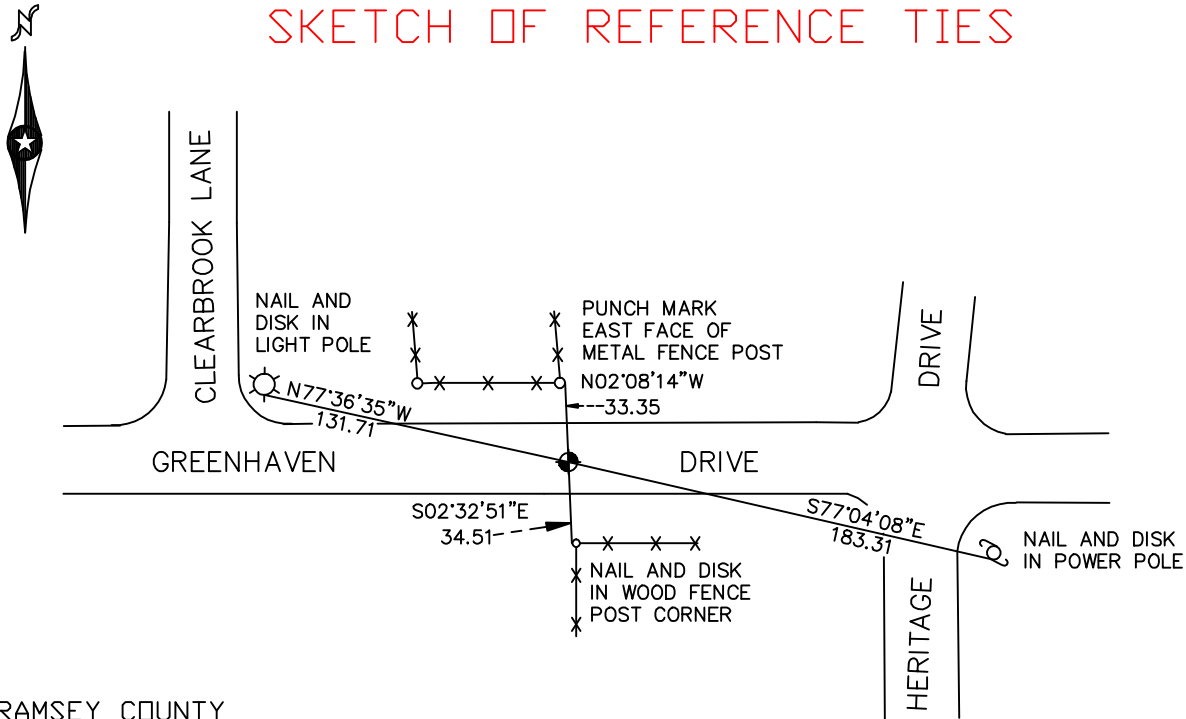 N
SKETCH OF REFERENCE TIES
CLEARBROOK LANE
NAIL AND
DISK IN
LIGHT POLE
PUNCH MARK
EAST FACE OF
METAL FENCE POST
N02°08'14"W
33.35
DRIVE
N77°36'35"W
131.71
GREENHAVEN
DRIVE
S02°32'51"E
34.51
S77°04'08"E
183.31
NAIL AND DISK
IN POWER POLE
NAIL AND DISK
IN WOOD FENCE
POST CORNER
HERITAGE
RAMSEY COUNTY